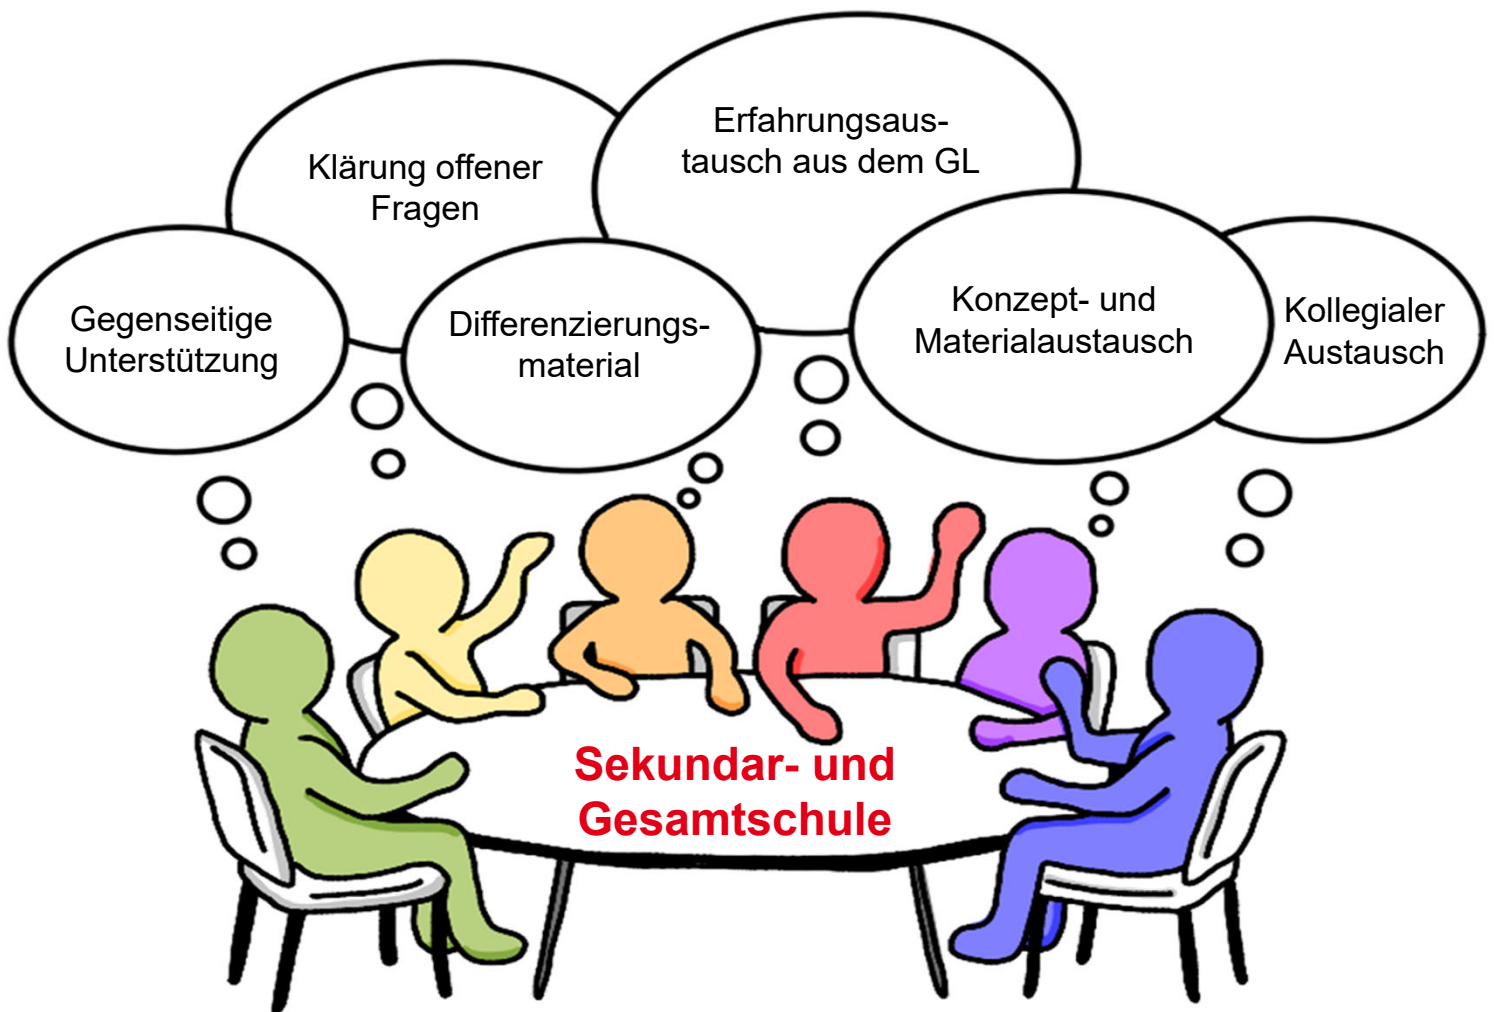 Erfahrungsaus-
tausch aus dem GL
Klärung offener
Fragen
Gegenseitige
Unterstützung
Differenzierungs-
material
Konzept- und
Materialaustausch
Kollegialer
Austausch
Sekundar- und
Gesamtschule